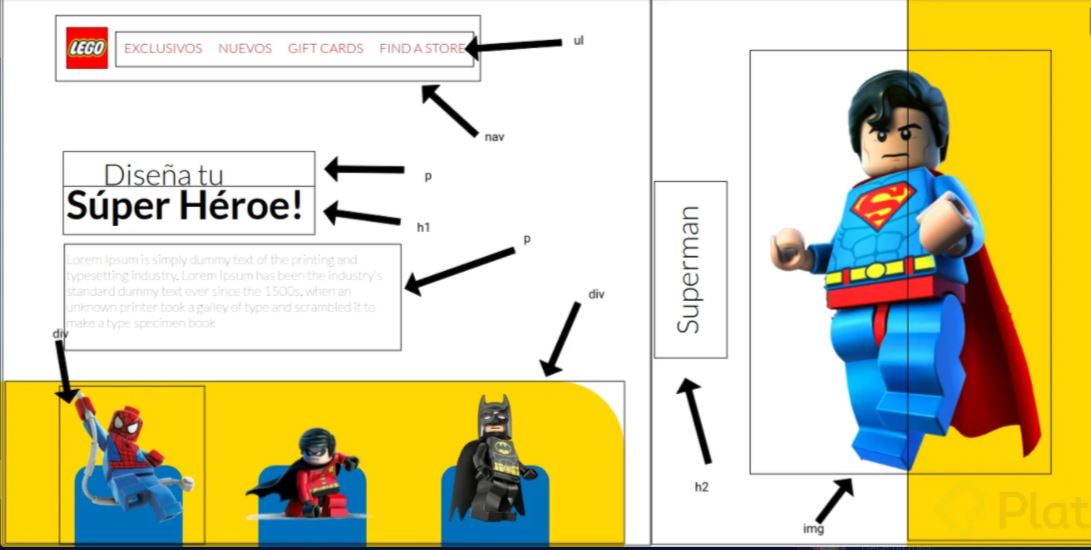 LEGO
EXCLUSIVOS NUEVOS GIFT CARDS FIND A STORE
ul
nav
Diseña tu
p
Súper Héroe!
h1
p
Lorem Ipsum is simply dummy text of the printing and
typesetting industry. Lorem Ipsum has been the industry's
standard dummy text ever since the 1500s, when an
unknown printer took a galley of type and scrambled it to
make a type specimen book
div
div
Superman
h2
img
Plat